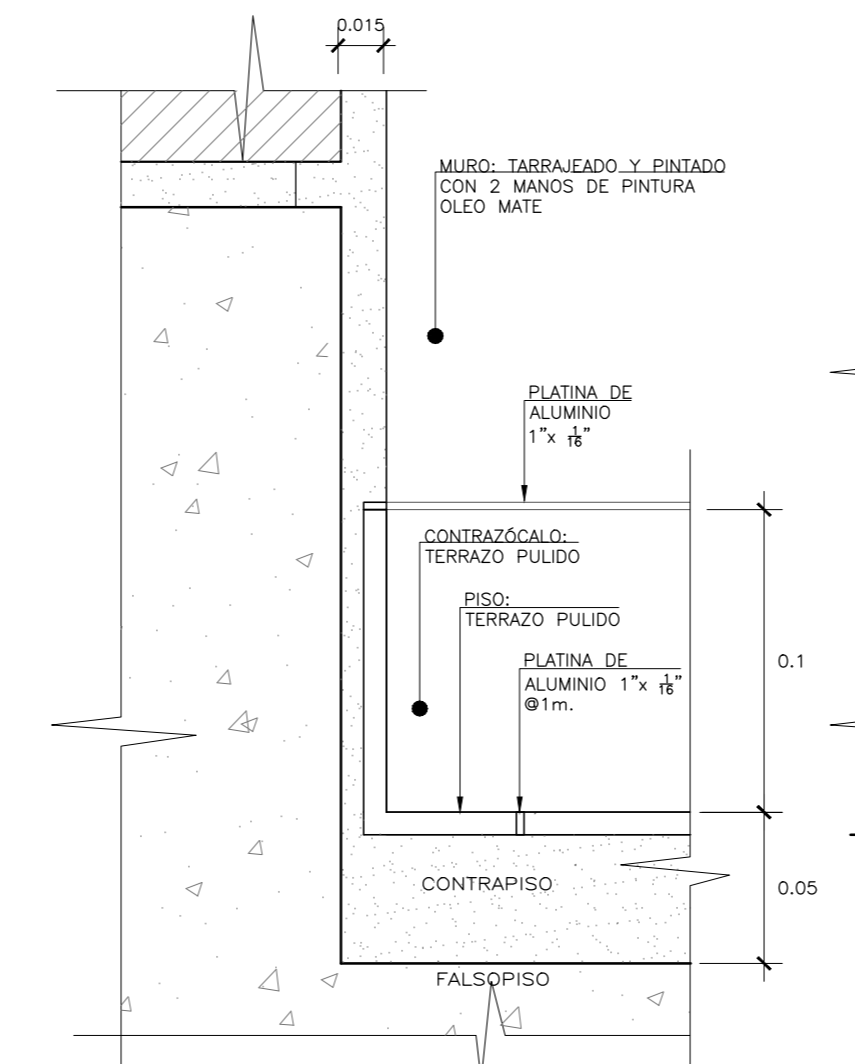 0.015
MURO: TARRAJEADO Y PINTADO
CON 2 MANOS DE PINTURA
OLEO MATE
PLATINA DE
ALUMINIO
1"x 1/16"
CONTRAZÓCALO:
TERRAZO PULIDO
PISO:
TERRAZO PULIDO
PLATINA DE
ALUMINIO 1"x 1/16"
@1m.
0.1
CONTRAPISO
0.05
FALSOPISO